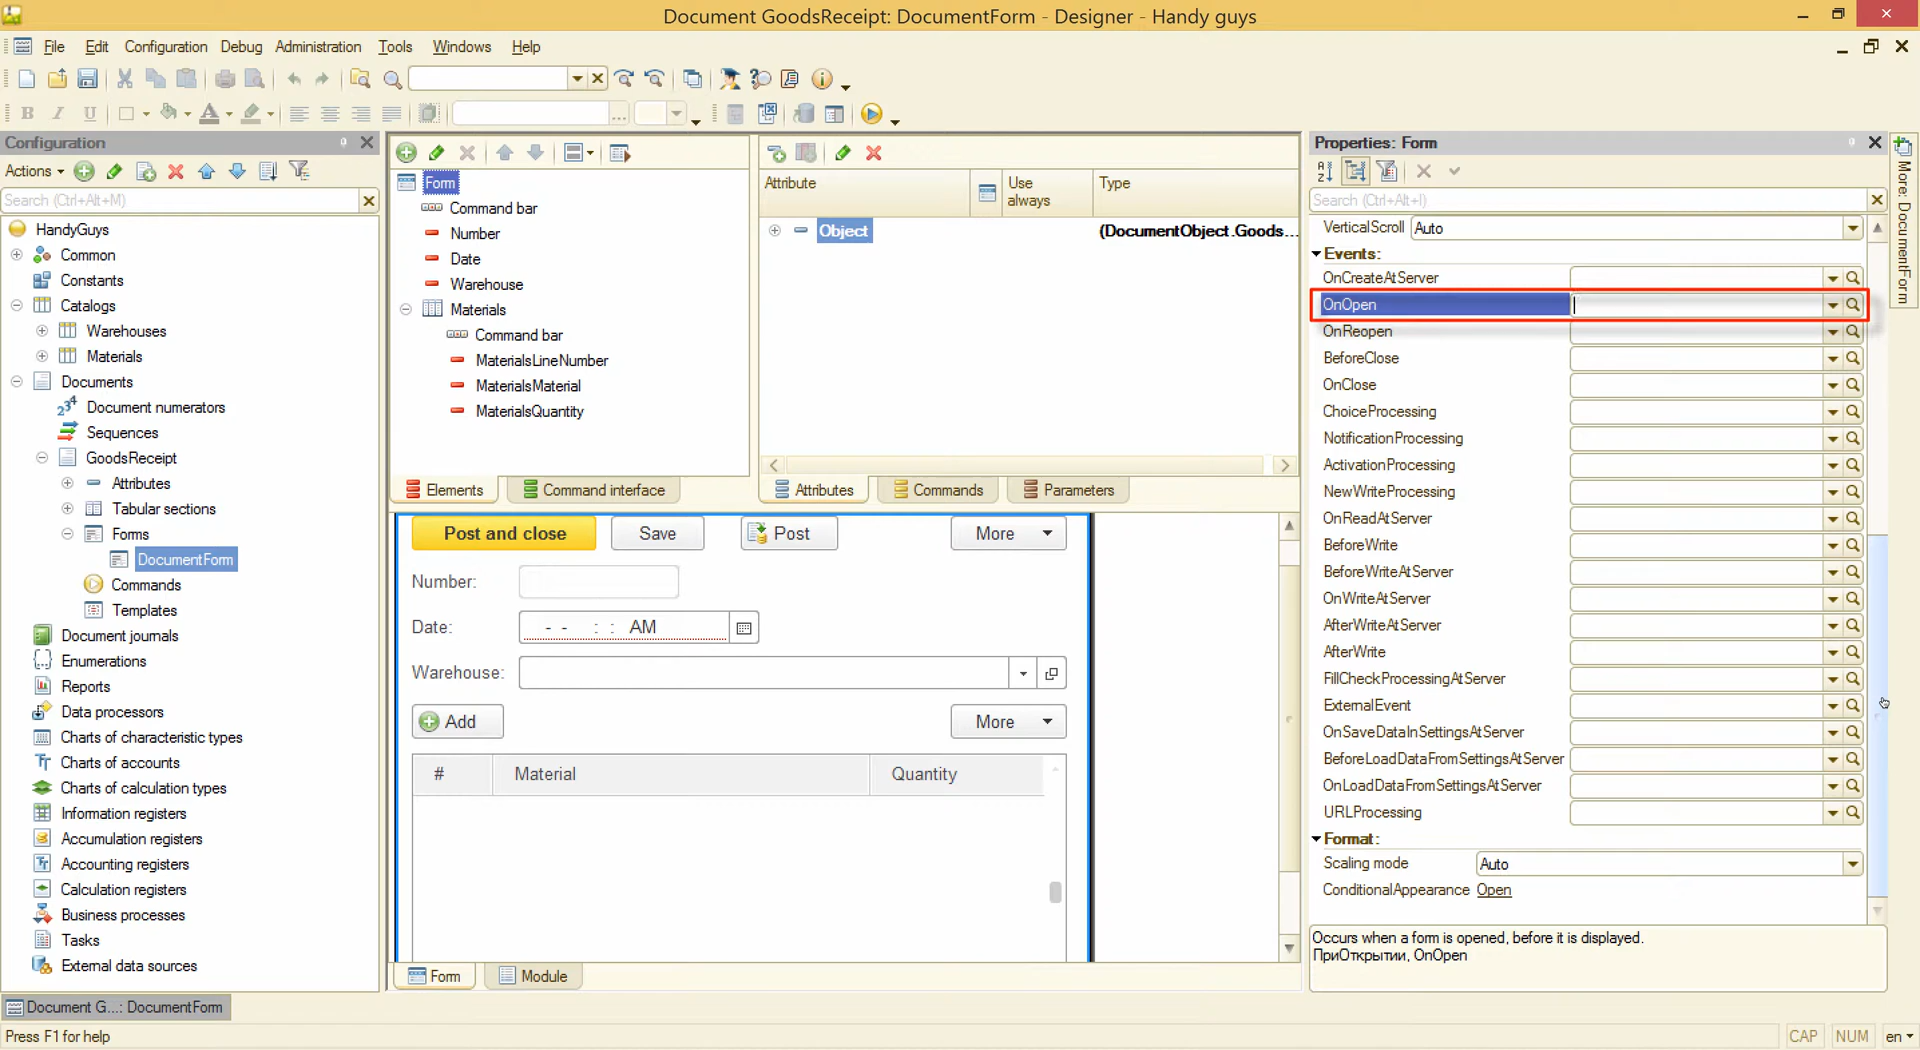 Document GoodsReceipt: DocumentForm - Designer - Handy guys
File Edit Configuration Debug Administration Tools Windows Help
B I U A
Configuration
Actions
Search (Ctrl+Alt+M)
HandyGuys
Common
Constants
Catalogs
Warehouses
Materials
Documents
Document numerators
Sequences
GoodsReceipt
Attributes
Tabular sections
Forms
DocumentForm
Commands
Templates
Document journals
Enumerations
Reports
Data processors
Charts of characteristic types
Charts of accounts
Charts of calculation types
Information registers
Accumulation registers
Accounting registers
Calculation registers
Business processes
Tasks
External data sources
Form
Command bar
Number
Date
Warehouse
Materials
Command bar
MaterialsLineNumber
MaterialsMaterial
MaterialsQuantity
Elements Command interface
Attribute Use always Type
Object (DocumentObject.Goods...
Attributes Commands Parameters
Post and close Save Post More
Number:
Date: - - : : AM
Warehouse:
Add More
# Material Quantity
Form Module
Properties: Form
Search (Ctrl+Alt+I)
VerticalScroll Auto
Events:
OnCreateAtServer
OnOpen
OnReopen
BeforeClose
OnClose
ChoiceProcessing
NotificationProcessing
ActivationProcessing
NewWriteProcessing
OnReadAtServer
BeforeWrite
BeforeWriteAtServer
OnWriteAtServer
AfterWriteAtServer
AfterWrite
FillCheckProcessingAtServer
ExternalEvent
OnSaveDataInSettingsAtServer
BeforeLoadDataFromSettingsAtServer
OnLoadDataFromSettingsAtServer
URLProcessing
Format:
Scaling mode Auto
ConditionalAppearance Open
Occurs when a form is opened, before it is displayed.
ПриОткрытии, OnOpen
More: DocumentForm
Document G...: DocumentForm
Press F1 for help
CAP NUM en